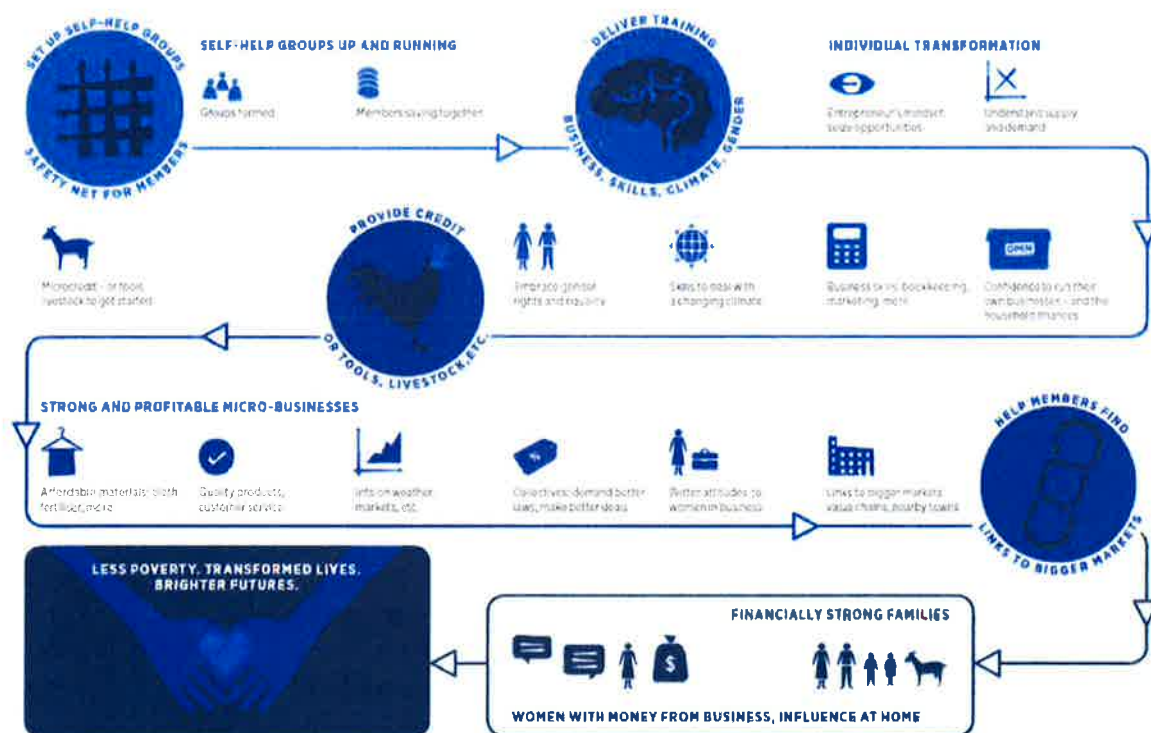 SET UP SELF-HELP GROUPS
SAFETY NET FOR MEMBERS
SELF-HELP GROUPS UP AND RUNNING
Groups formed
Members saving together
DELIVER TRAINING
BUSINESS, SKILLS, CLIMATE, GENDER
INDIVIDUAL TRANSFORMATION
Entrepreneur's mindset:
seize opportunities
Understand supply
and demand
Microcredit – or tools,
livestock to get started
PROVIDE CREDIT
OR TOOLS, LIVESTOCK, ETC.
Embrace gender
rights and equality
Skills to deal with
a changing climate
Business skills: bookkeeping,
marketing, more
OPEN
Confidence to run their
own businesses – and the
household finances
STRONG AND PROFITABLE MICRO-BUSINESSES
Affordable materials: cloth
fertiliser, more
Quality products,
customer service
Info on weather,
markets, etc.
$
Collectives: demand better
laws, make better deals
Better attitudes to
women in business
Links to bigger markets
value chains, nearby towns
HELP MEMBERS FIND
LINKS TO BIGGER MARKETS
LESS POVERTY. TRANSFORMED LIVES.
BRIGHTER FUTURES.
FINANCIALLY STRONG FAMILIES
$
WOMEN WITH MONEY FROM BUSINESS, INFLUENCE AT HOME